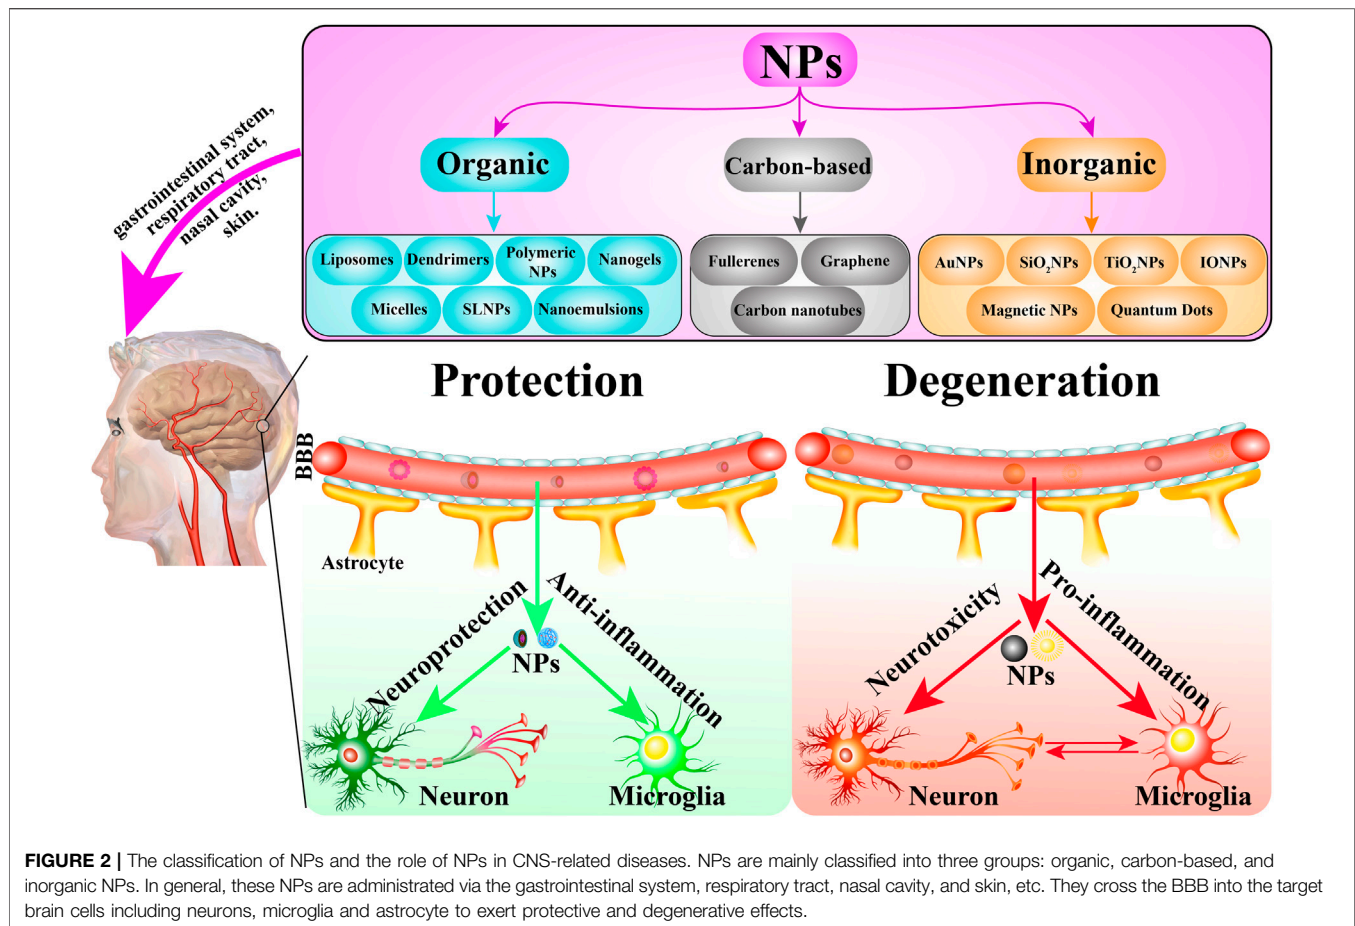 NPs
Organic
Carbon-based
Inorganic
gastrointestinal system,
respiratory tract,
nasal cavity,
skin.
Liposomes
Dendrimers
Polymeric
NPs
Nanogels
Micelles
SLNPs
Nanoemulsions
Fullerenes
Graphene
Carbon nanotubes
AuNPs
SiO₂NPs
TiO₂NPs
IONPs
Magnetic NPs
Quantum Dots
Protection
Degeneration
BBB
Astrocyte
Neuroprotection
Anti-inflammation
NPs
Neuron
Microglia
Neurotoxicity
Pro-inflammation
NPs
Neuron
Microglia
FIGURE 2 | The classification of NPs and the role of NPs in CNS-related diseases. NPs are mainly classified into three groups: organic, carbon-based, and
inorganic NPs. In general, these NPs are administrated via the gastrointestinal system, respiratory tract, nasal cavity, and skin, etc. They cross the BBB into the target
brain cells including neurons, microglia and astrocyte to exert protective and degenerative effects.